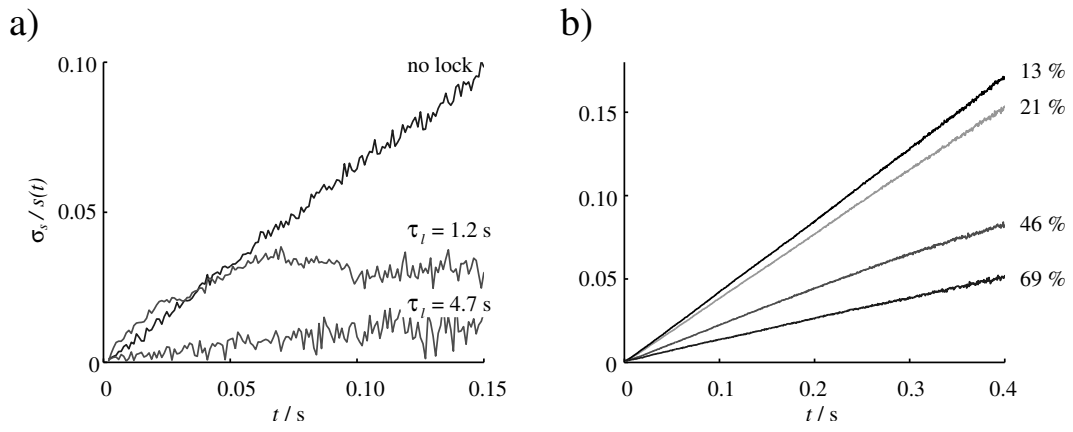 a)
0.10
0.05
0
σs / s(t)
no lock
τl = 1.2 s
τl = 4.7 s
0 0.05 0.10 0.15
t / s
b)
0.15
0.10
0.05
0
13 %
21 %
46 %
69 %
0 0.1 0.2 0.3 0.4
t / s